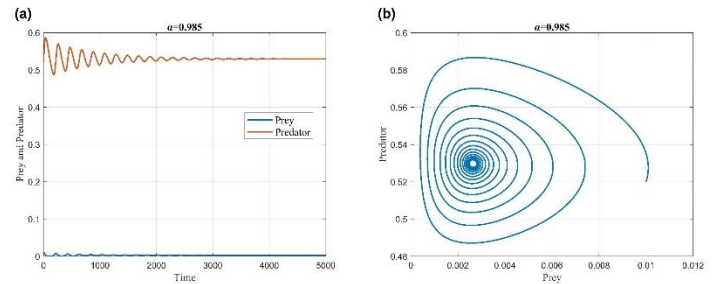 (a)
α=0.985
0.6
0.5
0.4
0.3
0.2
0.1
0
Prey and Predator
Prey
Predator
0 1000 2000 3000 4000 5000
Time
(b)
α=0.985
0.6
0.58
0.56
0.54
0.52
0.5
0.48
Predator
0 0.002 0.004 0.006 0.008 0.01 0.012
Prey